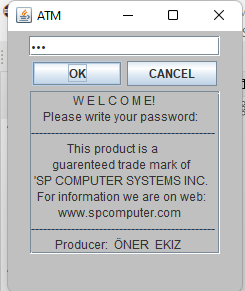 ATM
•••
OK
CANCEL
W E L C O M E!
Please write your password:
----------------------------------------------
This product is a
guarenteed trade mark of
'SP COMPUTER SYSTEMS INC.
For information we are on web:
www.spcomputer.com
----------------------------------------------
Producer: ÖNER EKIZ